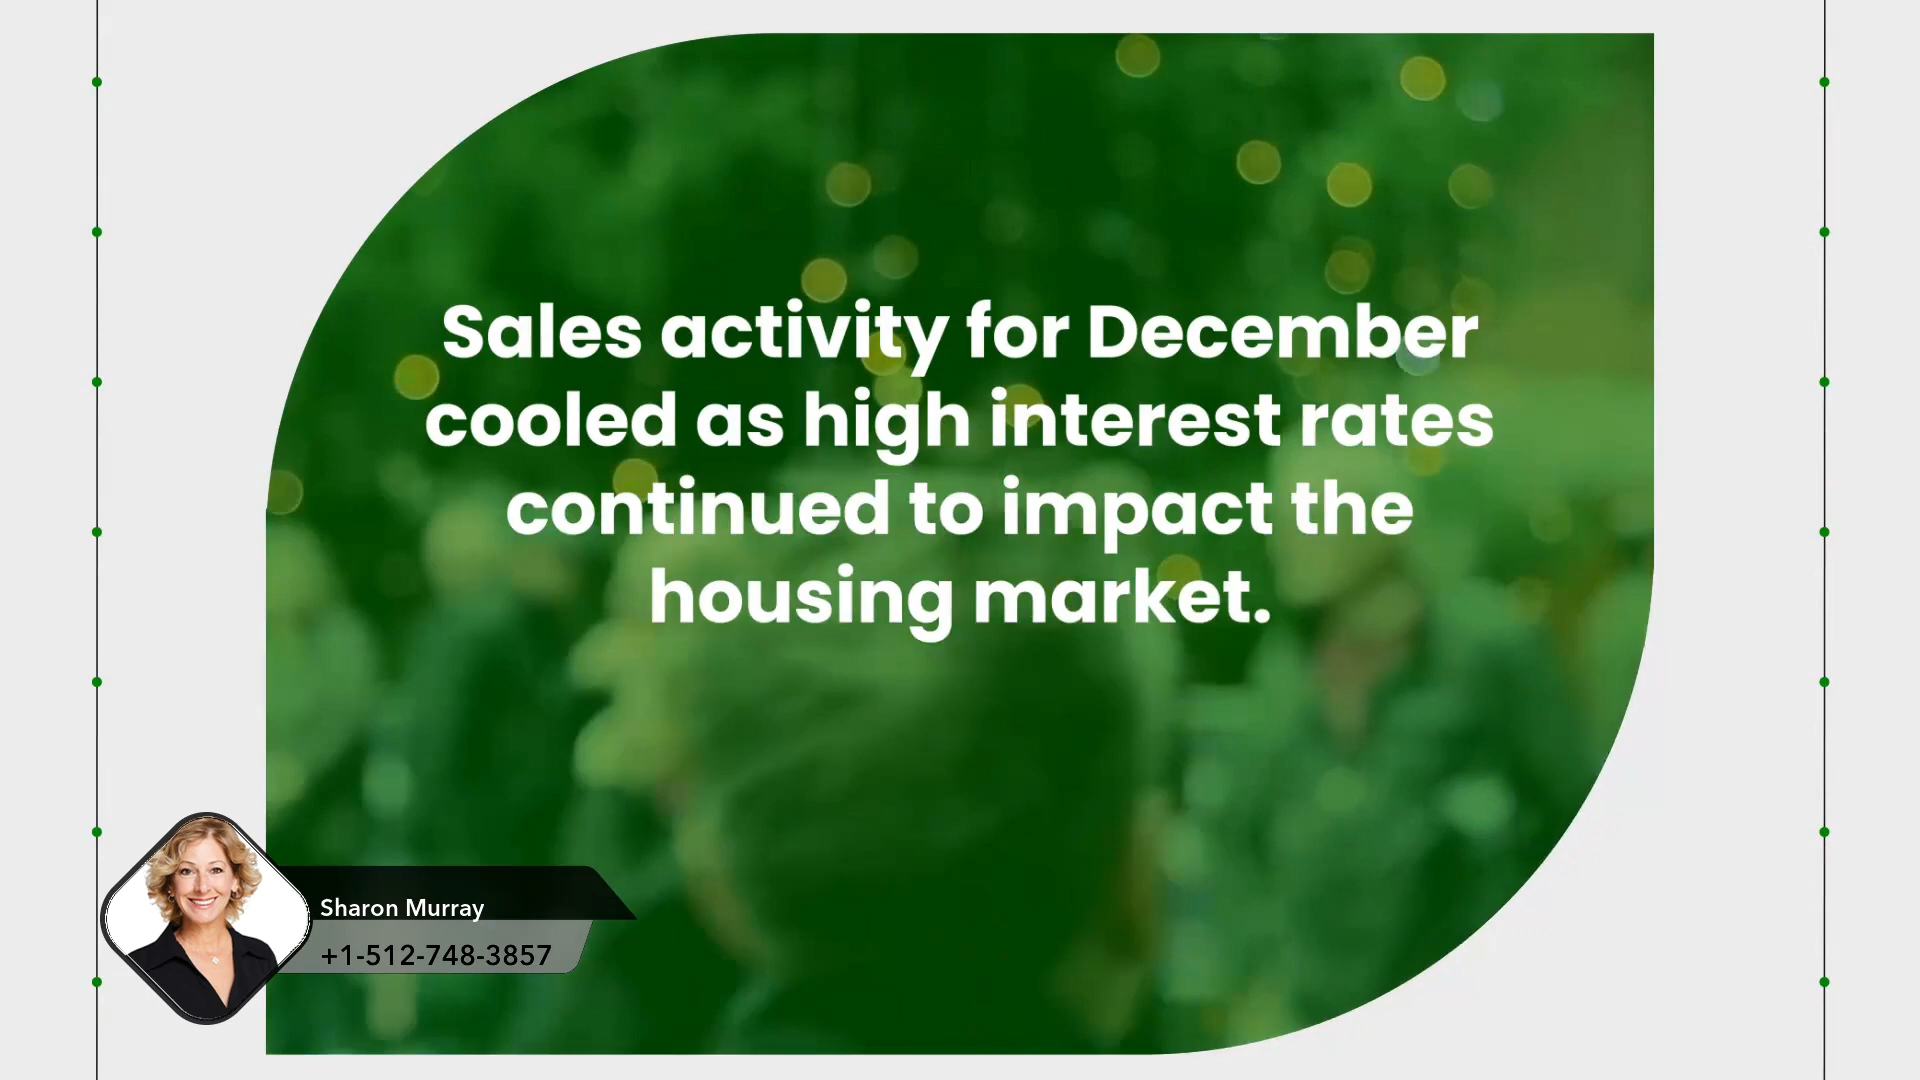 Sales activity for December
cooled as high interest rates
continued to impact the
housing market.
Sharon Murray
+1-512-748-3857